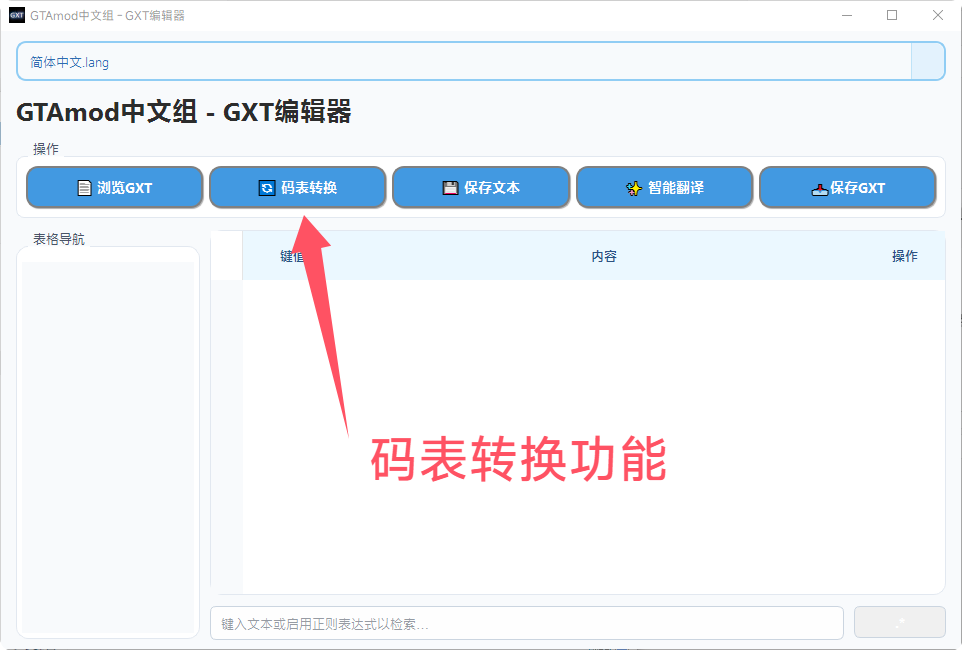 GXT GTAmod中文组 - GXT编辑器
简体中文.lang
GTAmod中文组 - GXT编辑器
操作
浏览GXT 码表转换 保存文本 智能翻译 保存GXT
表格导航
键值 内容 操作
码表转换功能
键入文本或启用正则表达式以检索...
.*